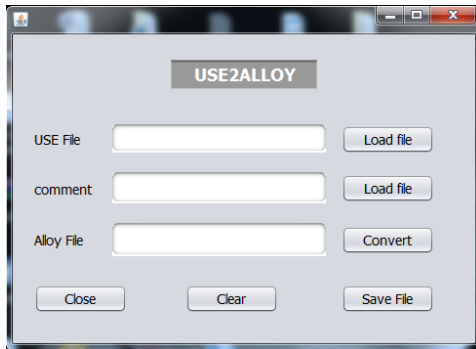 USE2ALLOY
USE File Load file
comment Load file
Alloy File Convert
Close Clear Save File